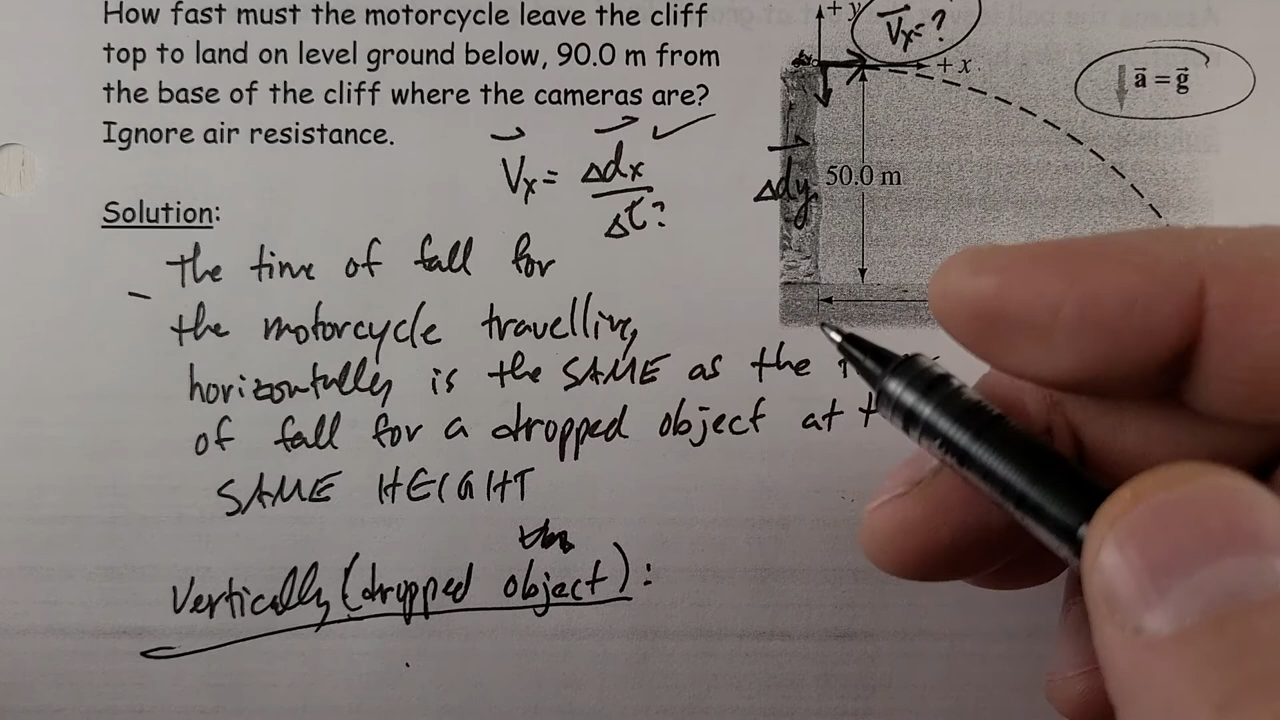 How fast must the motorcycle leave the cliff
top to land on level ground below, 90.0 m from
the base of the cliff where the cameras are?
Ignore air resistance.
+y
Vx=?
+x
a = g
Vx = Δdx
Δt?
Δdy
50.0 m
Solution:
the time of fall for
the motorcycle travelling
horizontally is the SAME as the
of fall for a dropped object at
SAME HEIGHT
Vertically (dropped object):